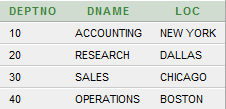 DEPTNO DNAME LOC
10 ACCOUNTING NEW YORK
20 RESEARCH DALLAS
30 SALES CHICAGO
40 OPERATIONS BOSTON